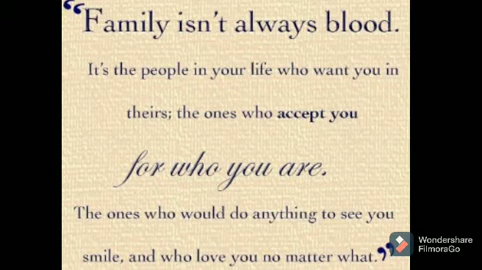 “Family isn’t always blood.
It’s the people in your life who want you in
theirs; the ones who accept you
for who you are.
The ones who would do anything to see you
smile, and who love you no matter what.”
Wondershare
FilmoraGo